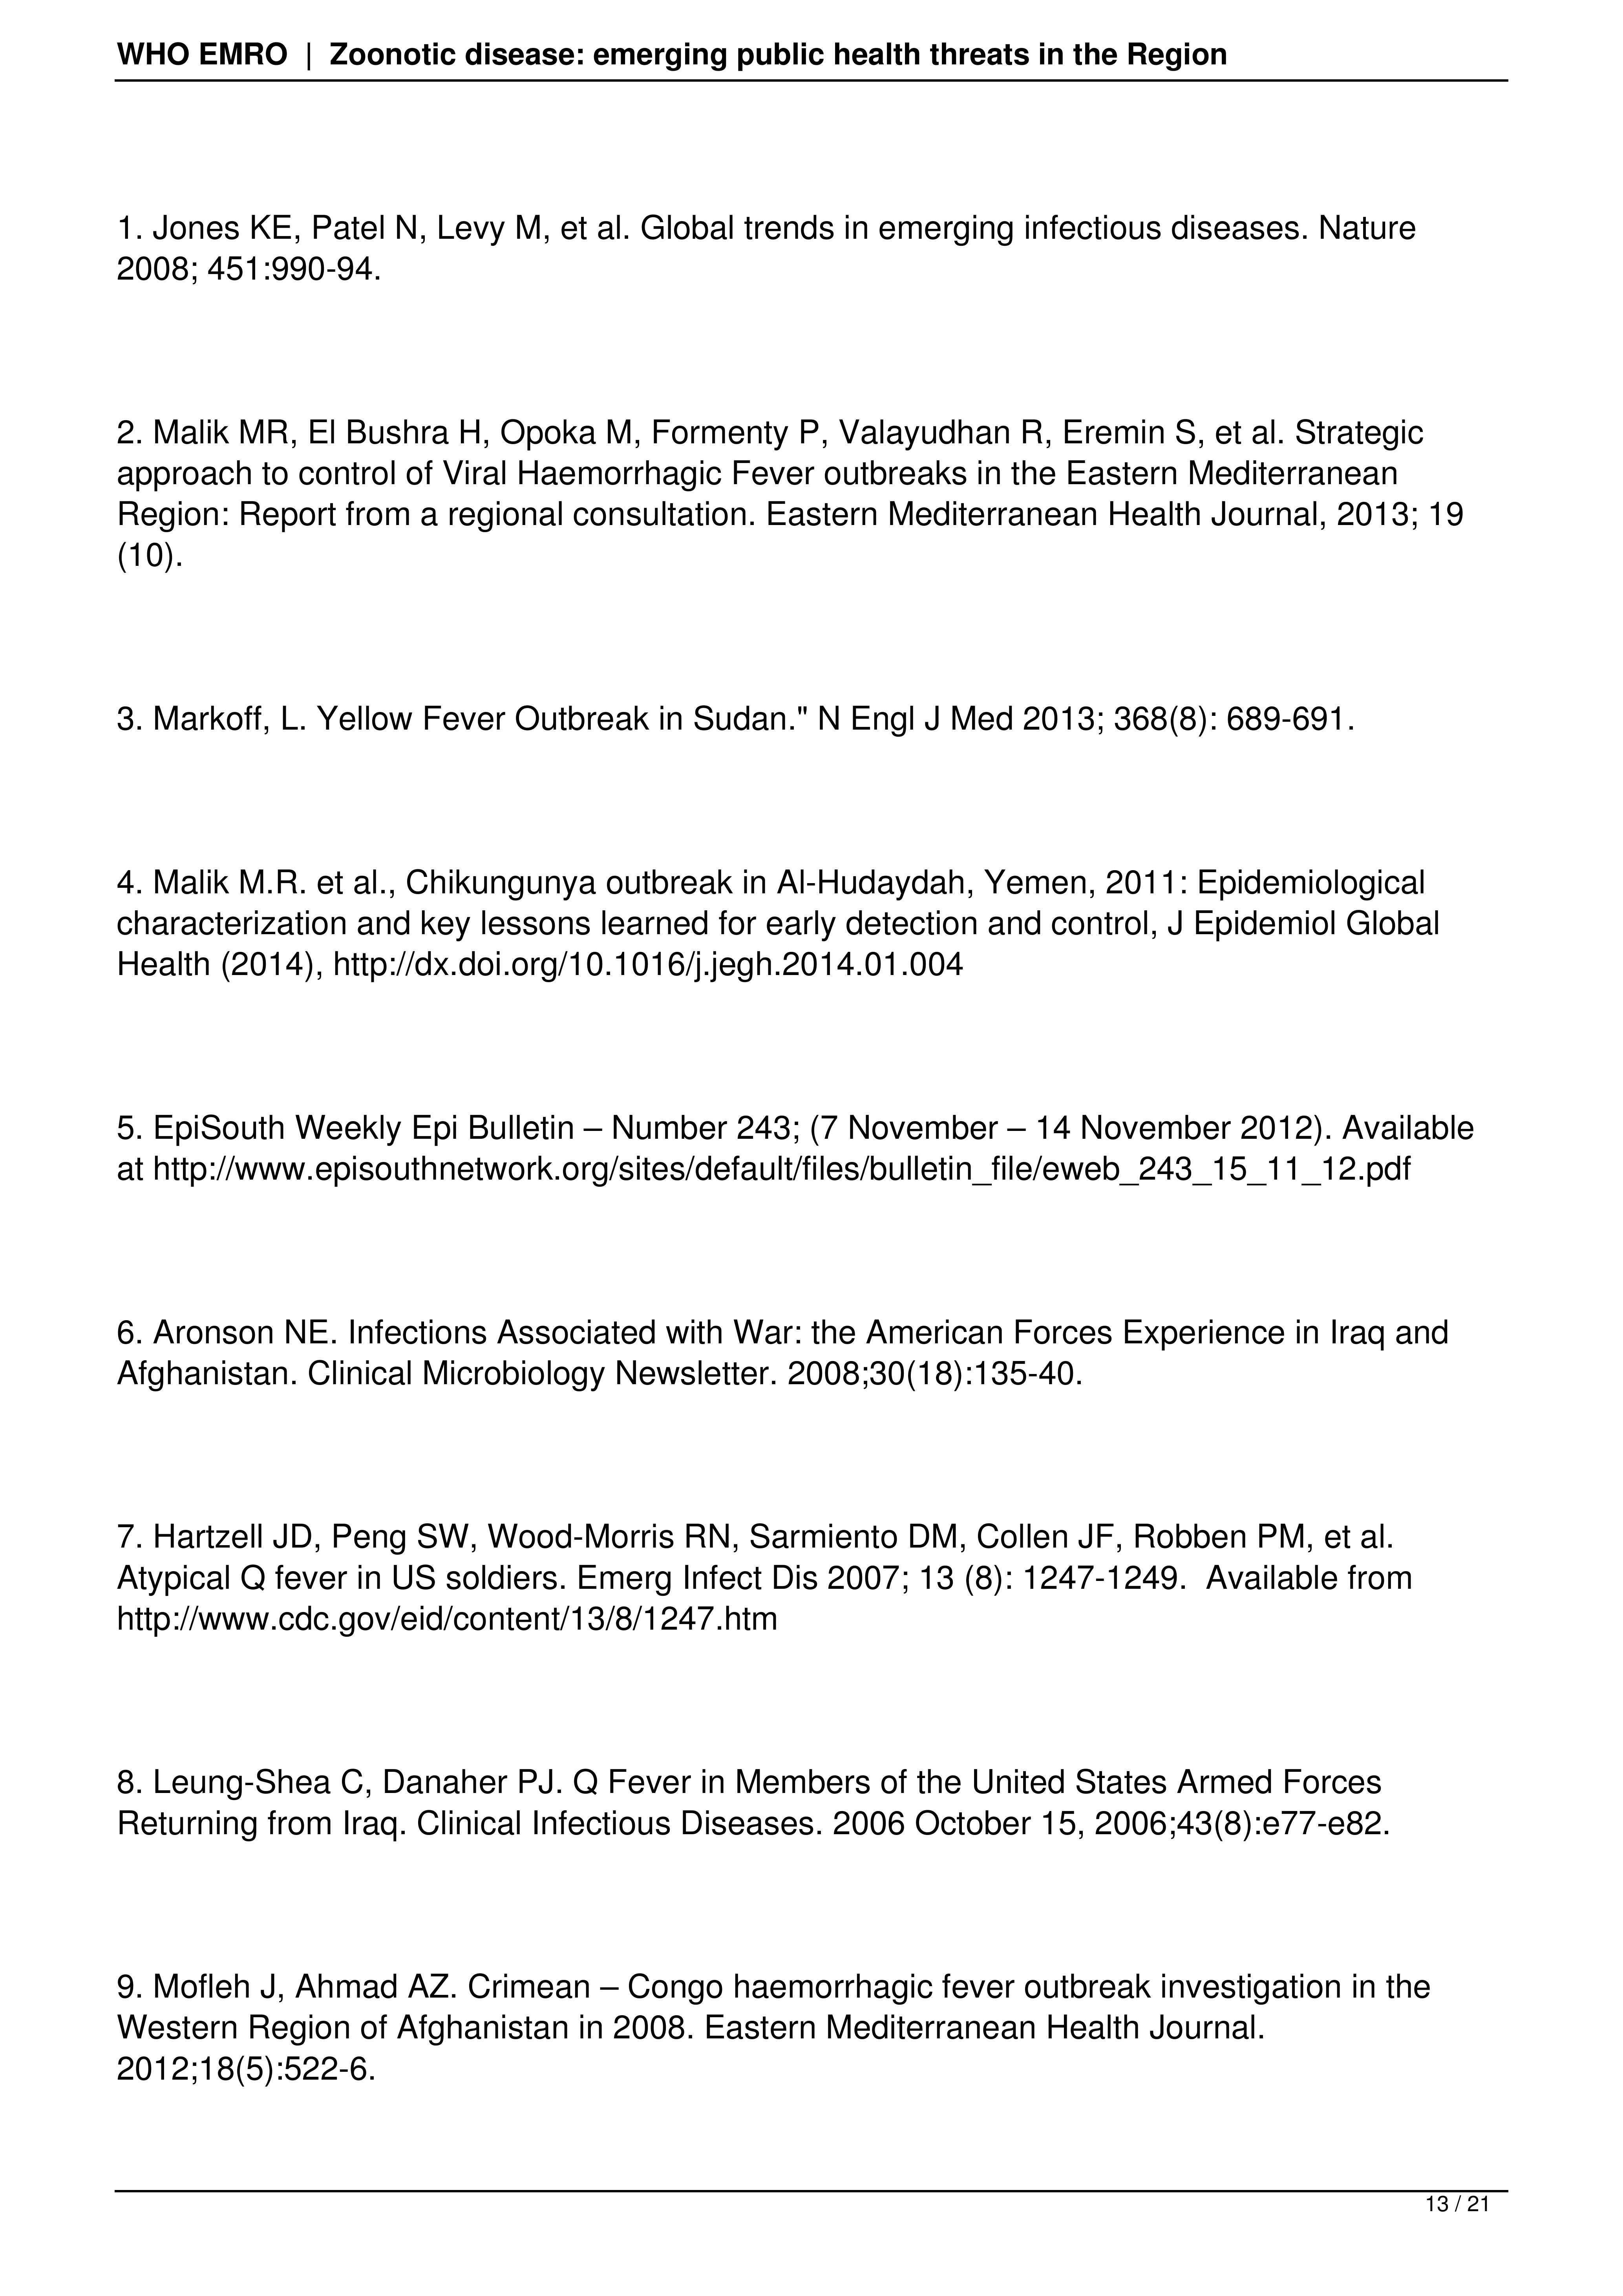 WHO EMRO | Zoonotic disease: emerging public health threats in the Region
1. Jones KE, Patel N, Levy M, et al. Global trends in emerging infectious diseases. Nature
2008; 451:990-94.
2. Malik MR, El Bushra H, Opoka M, Formenty P, Valayudhan R, Eremin S, et al. Strategic
approach to control of Viral Haemorrhagic Fever outbreaks in the Eastern Mediterranean
Region: Report from a regional consultation. Eastern Mediterranean Health Journal, 2013; 19
(10).
3. Markoff, L. Yellow Fever Outbreak in Sudan." N Engl J Med 2013; 368(8): 689-691.
4. Malik M.R. et al., Chikungunya outbreak in Al-Hudaydah, Yemen, 2011: Epidemiological
characterization and key lessons learned for early detection and control, J Epidemiol Global
Health (2014), http://dx.doi.org/10.1016/j.jegh.2014.01.004
5. EpiSouth Weekly Epi Bulletin – Number 243; (7 November – 14 November 2012). Available
at http://www.episouthnetwork.org/sites/default/files/bulletin_file/eweb_243_15_11_12.pdf
6. Aronson NE. Infections Associated with War: the American Forces Experience in Iraq and
Afghanistan. Clinical Microbiology Newsletter. 2008;30(18):135-40.
7. Hartzell JD, Peng SW, Wood-Morris RN, Sarmiento DM, Collen JF, Robben PM, et al.
Atypical Q fever in US soldiers. Emerg Infect Dis 2007; 13 (8): 1247-1249.  Available from
http://www.cdc.gov/eid/content/13/8/1247.htm
8. Leung-Shea C, Danaher PJ. Q Fever in Members of the United States Armed Forces
Returning from Iraq. Clinical Infectious Diseases. 2006 October 15, 2006;43(8):e77-e82.
9. Mofleh J, Ahmad AZ. Crimean – Congo haemorrhagic fever outbreak investigation in the
Western Region of Afghanistan in 2008. Eastern Mediterranean Health Journal.
2012;18(5):522-6.
13 / 21